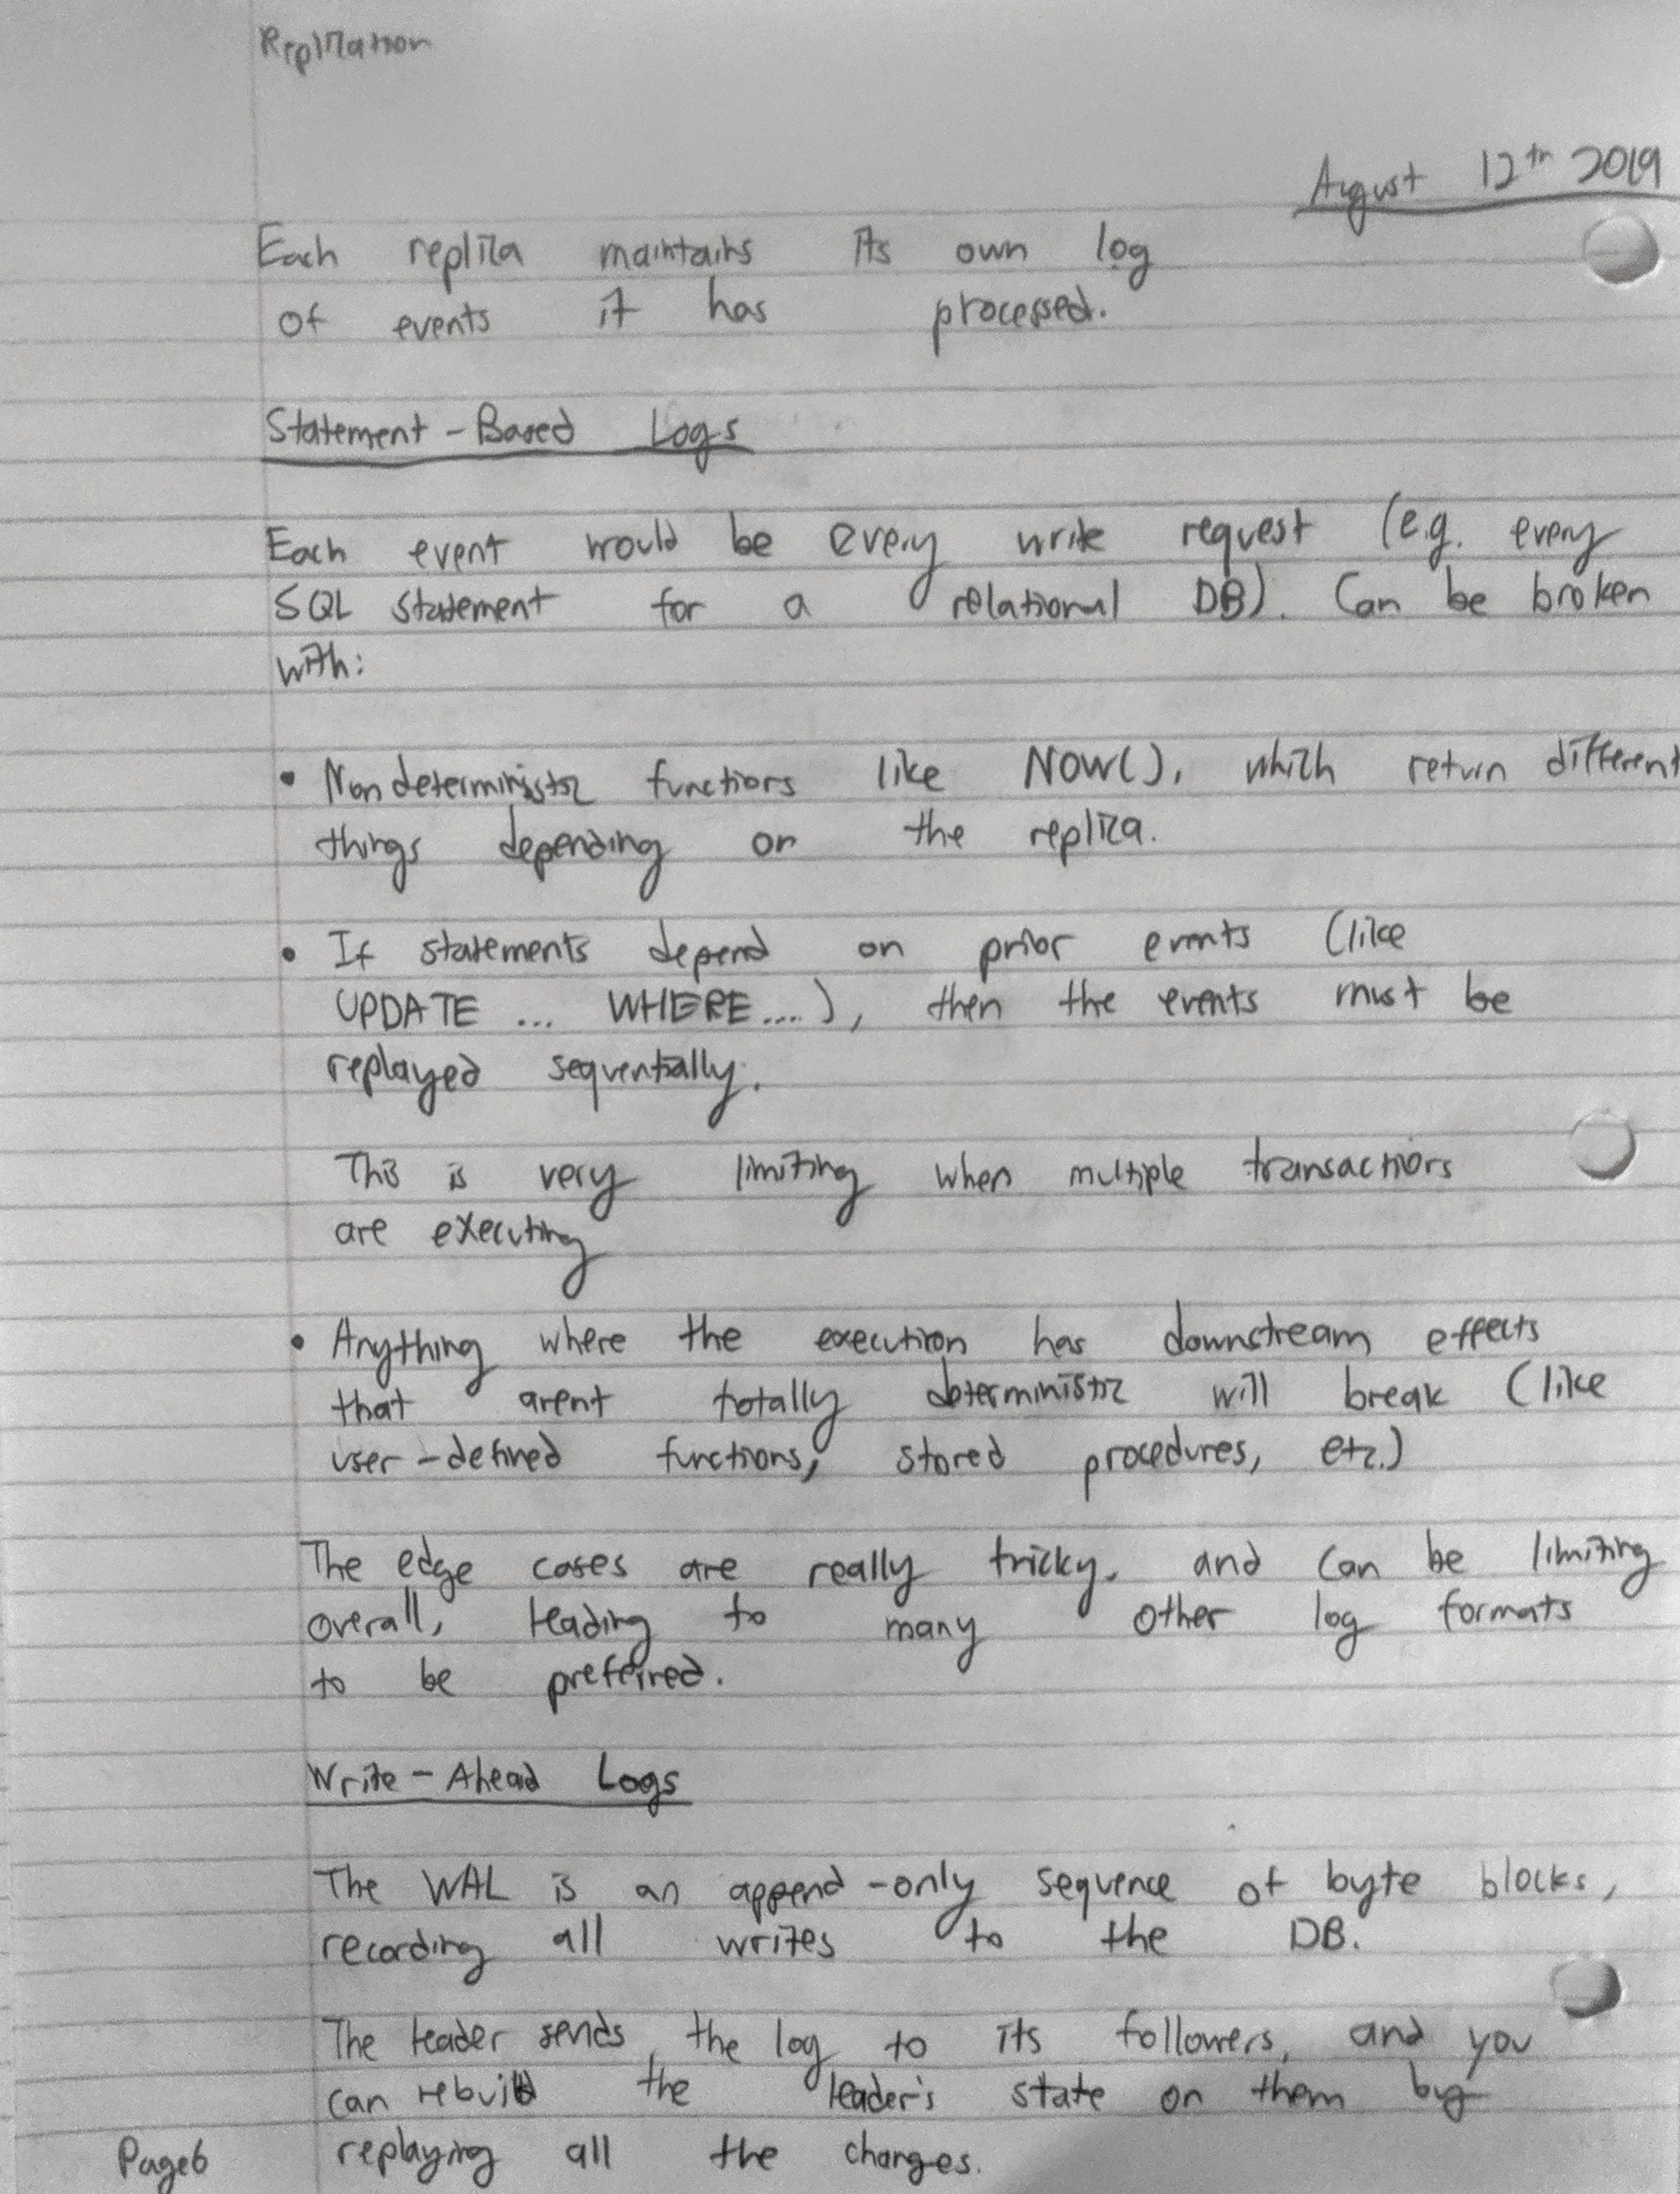 Replication
August 12th 2019
Each replica maintains its own log
of events it has processed.
Statement-Based Logs
Each event would be every write request (e.g. every
SQL statement for a relational DB). Can be broken
with:
• Nondeterministic functions like NOW(), which return different
things depending on the replica.
• If statements depend on prior events (like
UPDATE ... WHERE....), then the events must be
replayed sequentially.
This is very limiting when multiple transactions
are executing
• Anything where the execution has downstream effects
that arent totally deterministic will break (like
user-defined functions, stored procedures, etc.)
The edge cases are really tricky, and can be limiting
overall, leading to many other log formats
to be preferred.
Write-Ahead Logs
The WAL is an append-only sequence of byte blocks,
recording all writes to the DB.
The leader sends the log to its followers, and you
can rebuild the leader's state on them by
replaying all the changes.
Page6